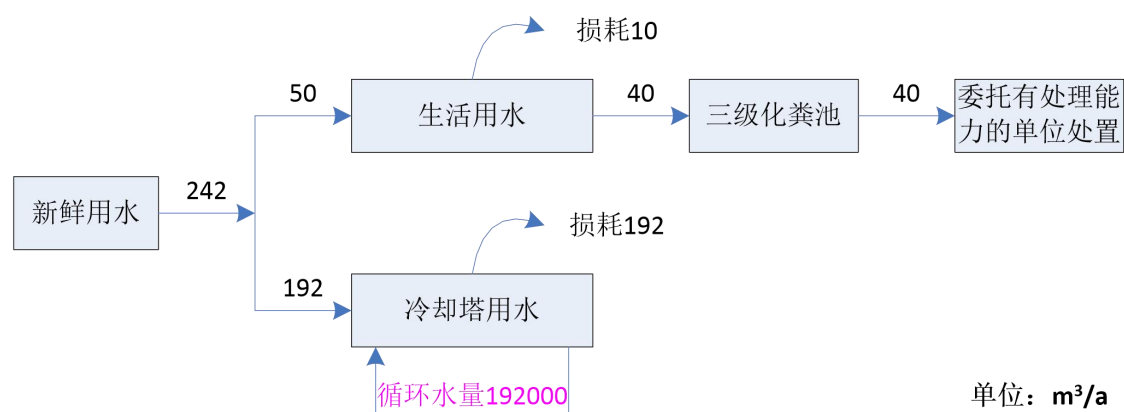 损耗10
50
生活用水
40
三级化粪池
40
委托有处理能
力的单位处置
新鲜用水
242
损耗192
192
冷却塔用水
循环水量192000
单位：m³/a